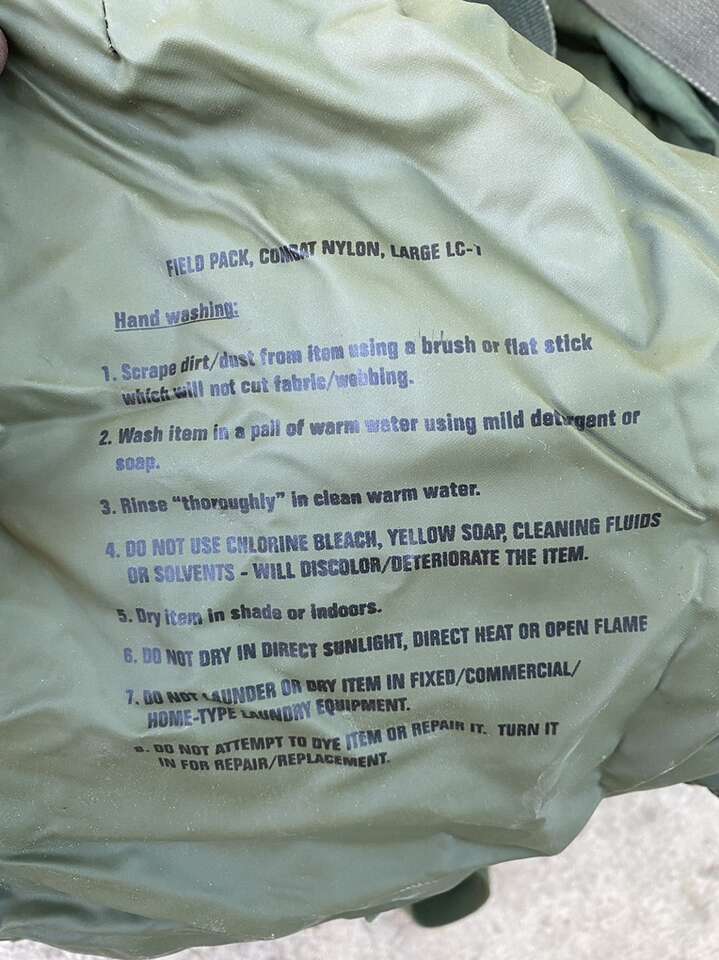 FIELD PACK, COMBAT NYLON, LARGE LC-1
Hand washing:
1. Scrape dirt/dust from item using a brush or flat stick
which will not cut fabric/webbing.
2. Wash item in a pail of warm water using mild detergent or
soap.
3. Rinse "thoroughly" in clean warm water.
4. DO NOT USE CHLORINE BLEACH, YELLOW SOAP, CLEANING FLUIDS
OR SOLVENTS - WILL DISCOLOR/DETERIORATE THE ITEM.
5. Dry item in shade or indoors.
6. DO NOT DRY IN DIRECT SUNLIGHT, DIRECT HEAT OR OPEN FLAME
7. DO NOT LAUNDER OR DRY ITEM IN FIXED/COMMERCIAL/
HOME-TYPE LAUNDRY EQUIPMENT.
8. DO NOT ATTEMPT TO DYE ITEM OR REPAIR IT. TURN IT
IN FOR REPAIR/REPLACEMENT.